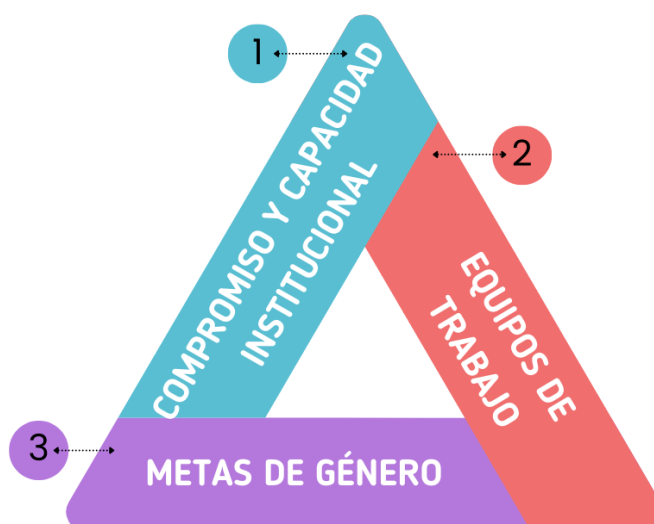 1
COMPROMISO Y CAPACIDAD
INSTITUCIONAL
2
EQUIPOS DE
TRABAJO
3
METAS DE GÉNERO